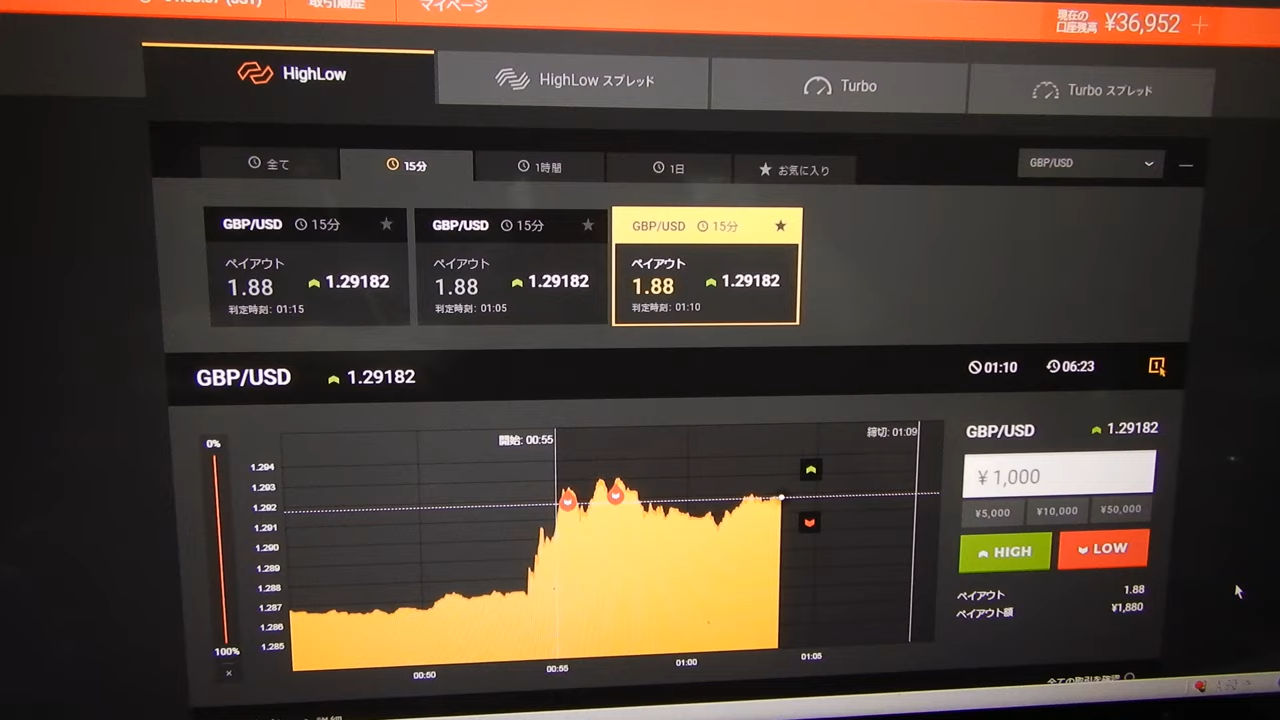 取引履歴
マイページ
現在の
口座残高 ¥36,952
HighLow
HighLow スプレッド
Turbo
Turbo スプレッド
全て
15分
1時間
1日
お気に入り
GBP/USD
GBP/USD 15分
ペイアウト
1.88 1.29182
判定時刻: 01:15
GBP/USD 15分
ペイアウト
1.88 1.29182
判定時刻: 01:05
GBP/USD 15分
ペイアウト
1.88 1.29182
判定時刻: 01:10
GBP/USD 1.29182
01:10 06:23
0%
100%
開始: 00:55
締切: 01:09
1.294
1.293
1.292
1.291
1.290
1.289
1.288
1.287
1.286
1.285
00:50 00:55 01:00 01:05
GBP/USD 1.29182
¥ 1,000
¥5,000 ¥10,000 ¥50,000
HIGH LOW
ペイアウト 1.88
ペイアウト額 ¥1,880
全ての取引を確認